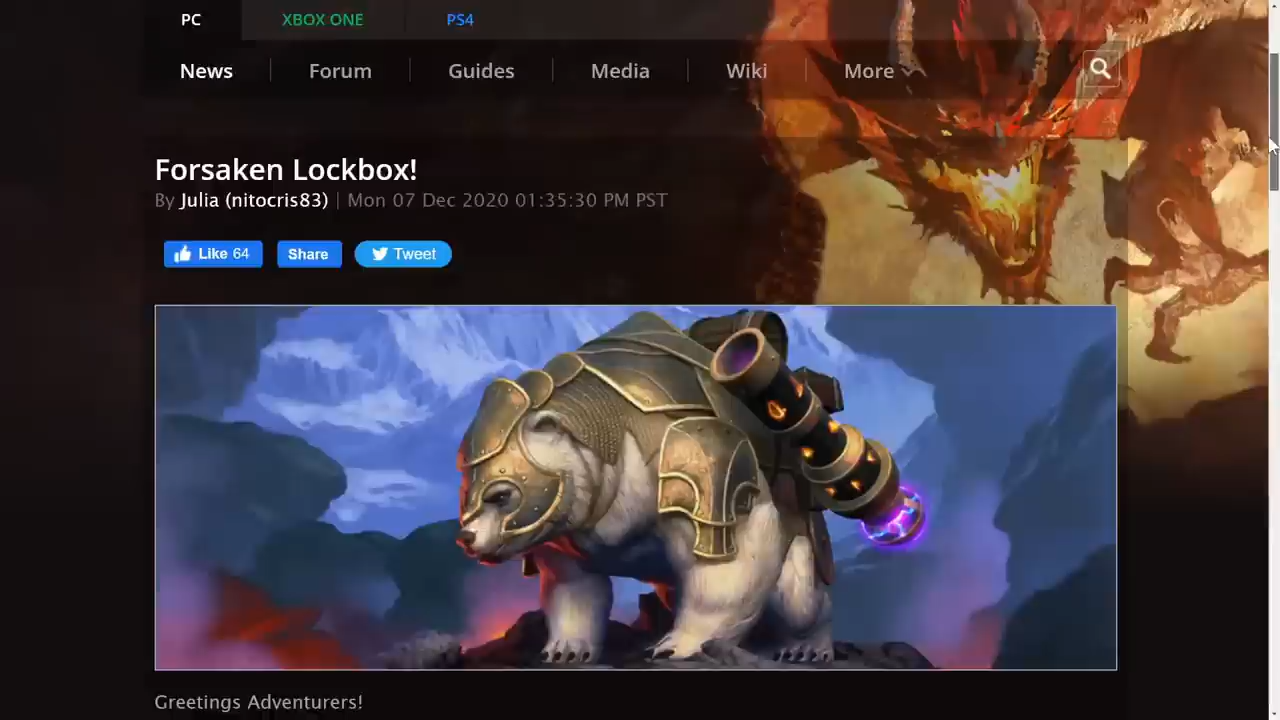 PC XBOX ONE PS4
News Forum Guides Media Wiki More
Forsaken Lockbox!
By Julia (nitocris83) | Mon 07 Dec 2020 01:35:30 PM PST
Like 64 Share Tweet
Greetings Adventurers!